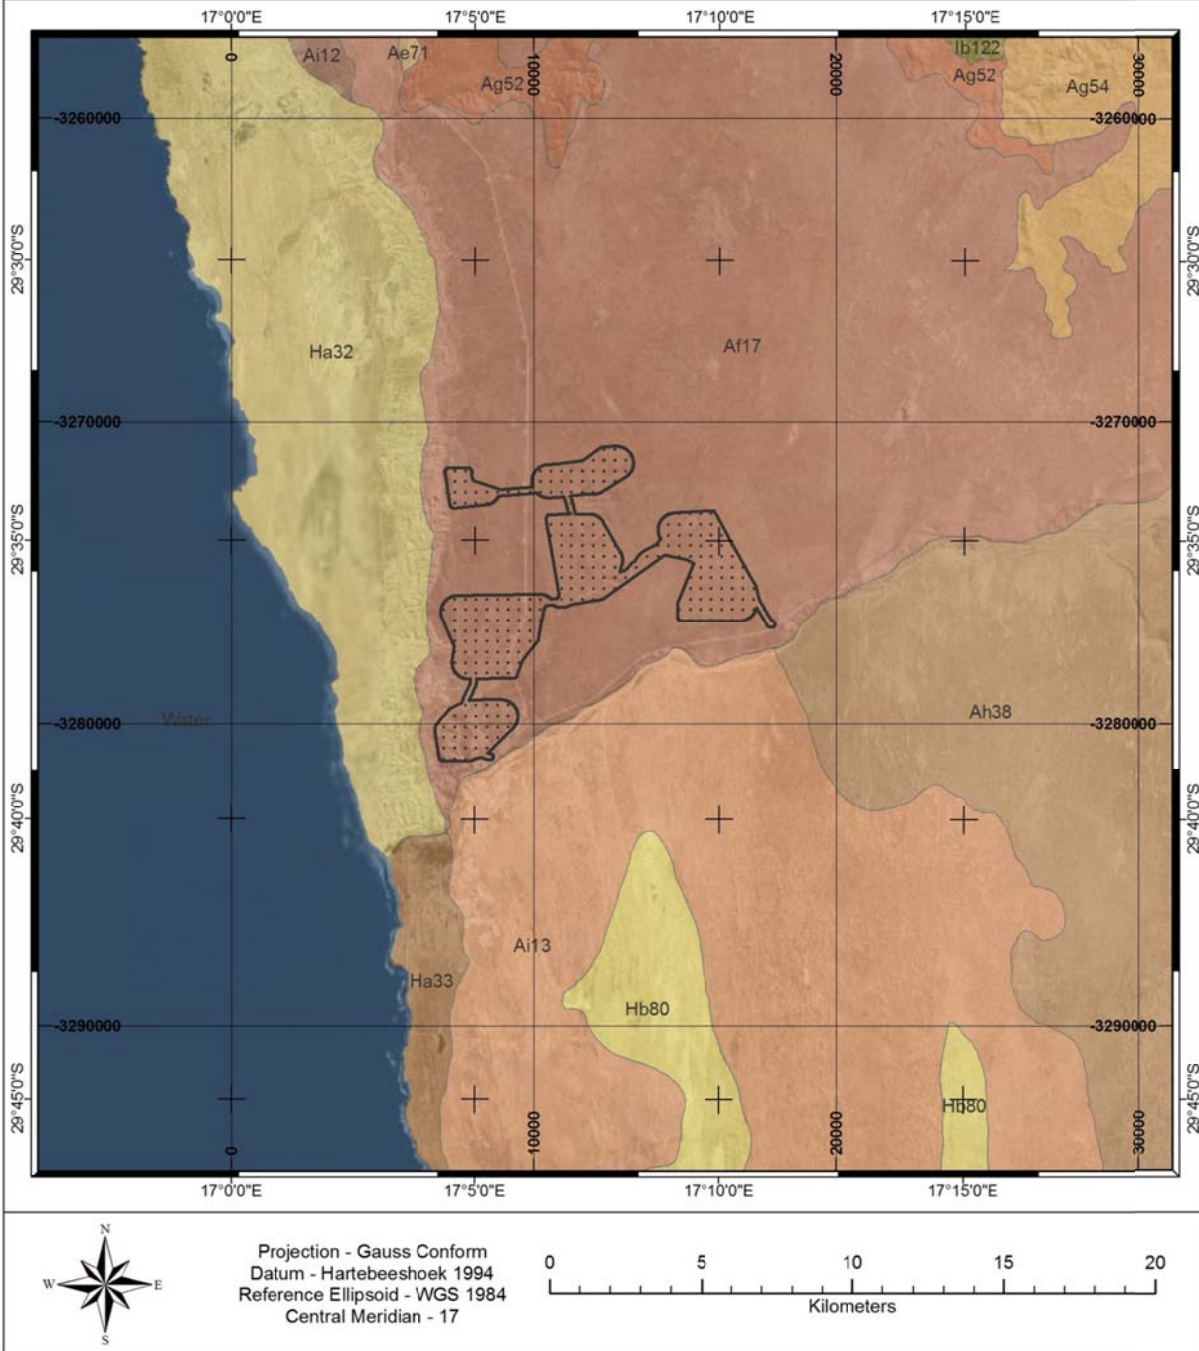 17°0'0"E 17°5'0"E 17°10'0"E 17°15'0"E
0 10000 20000 30000
Ai12 Ae71 Ib122
Ag52 Ag52 Ag54
-3260000 -3260000
29°30'0"S 29°30'0"S
Ha32 Af17
-3270000 -3270000
29°35'0"S 29°35'0"S
Water Ah38
-3280000 -3280000
29°40'0"S 29°40'0"S
Ai13
Ha33
Hb80
-3290000 -3290000
29°45'0"S Hb80 29°45'0"S
0 10000 20000 30000
17°0'0"E 17°5'0"E 17°10'0"E 17°15'0"E
N
W E
S
Projection - Gauss Conform
Datum - Hartebeeshoek 1994
Reference Ellipsoid - WGS 1984
Central Meridian - 17
0 5 10 15 20
Kilometers